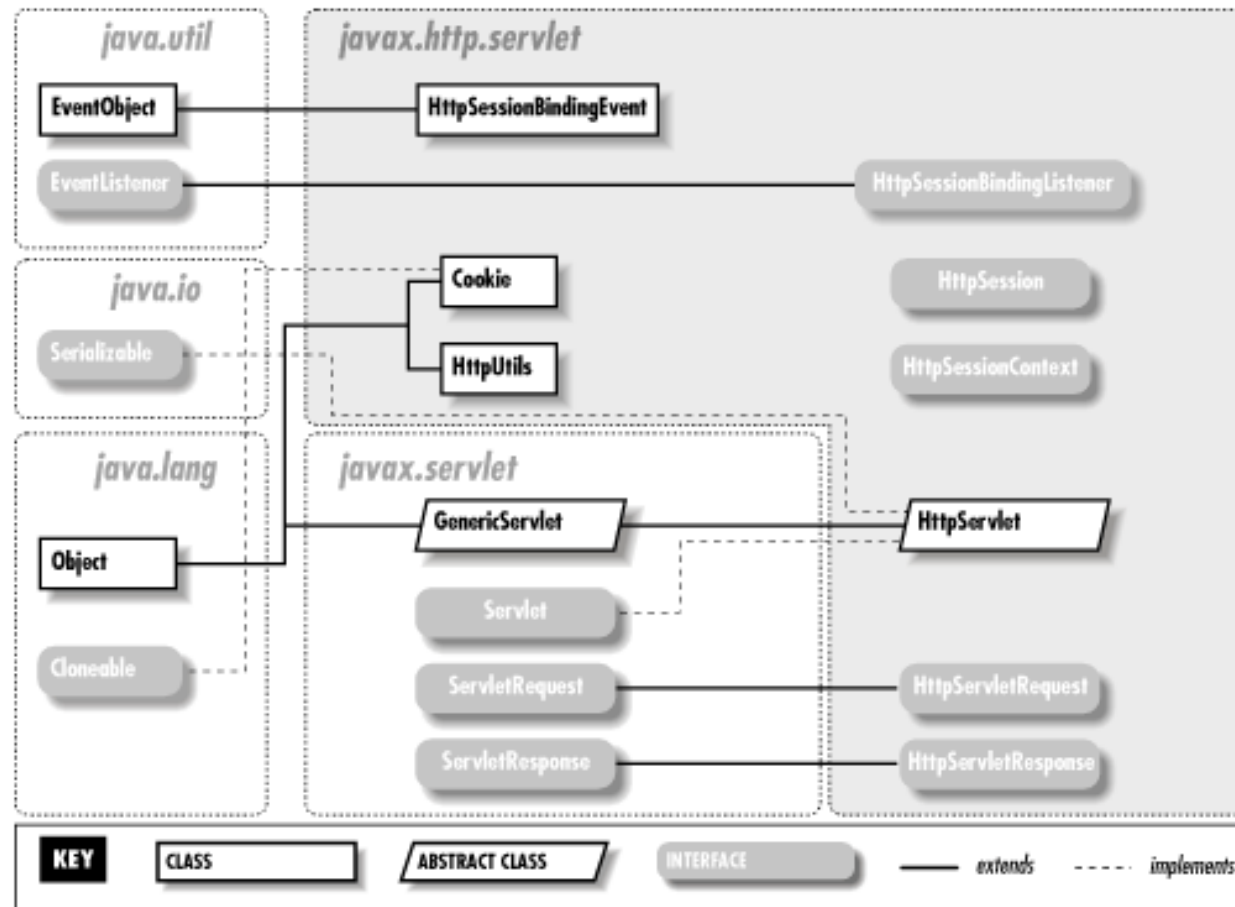 java.util
javax.http.servlet
EventObject
HttpSessionBindingEvent
EventListener
HttpSessionBindingListener
java.io
Cookie
HttpSession
Serializable
HttpUtils
HttpSessionContext
java.lang
javax.servlet
GenericServlet
HttpServlet
Object
Servlet
Cloneable
ServletRequest
HttpServletRequest
ServletResponse
HttpServletResponse
KEY
CLASS
ABSTRACT CLASS
INTERFACE
extends
implements